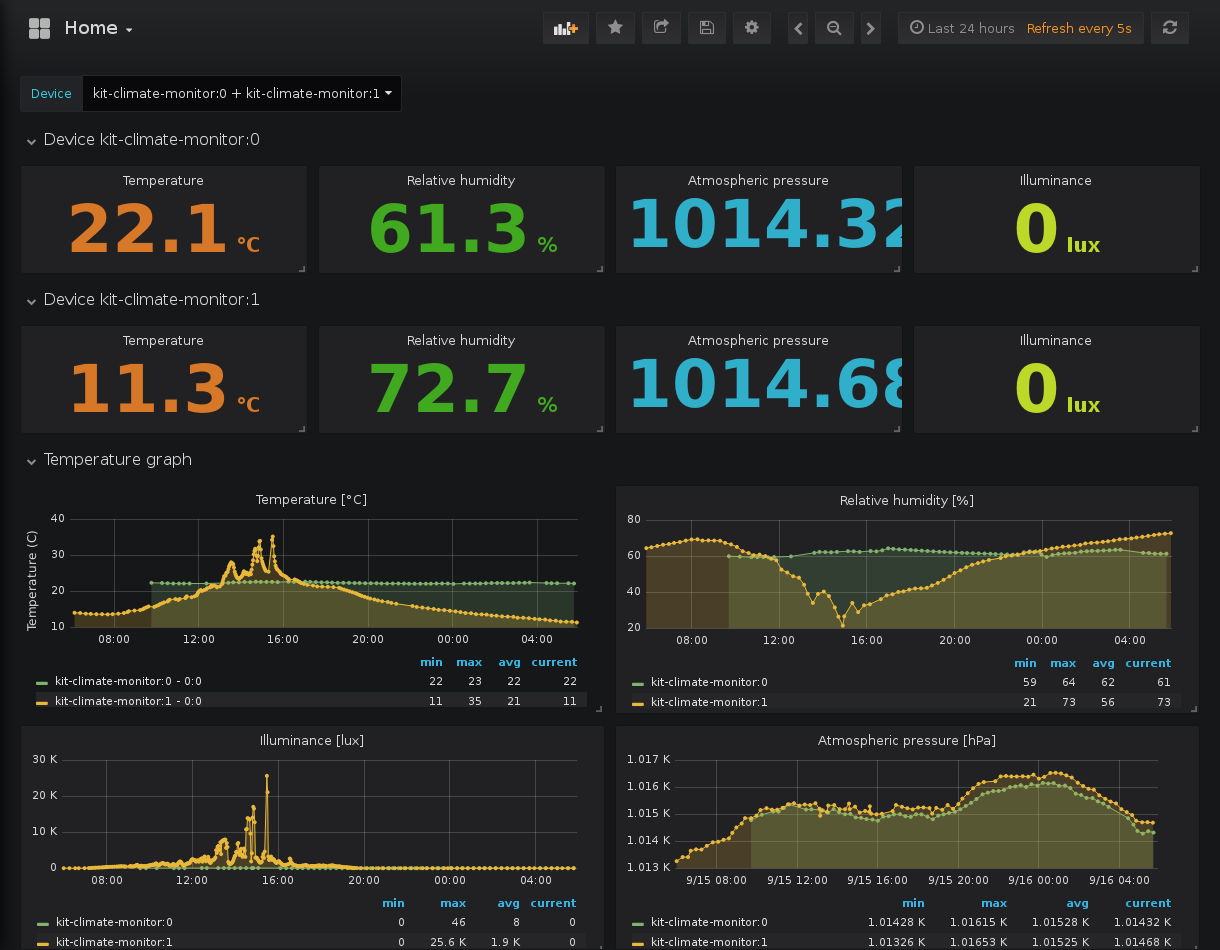 Home
Last 24 hours Refresh every 5s
Device kit-climate-monitor:0 + kit-climate-monitor:1
Device kit-climate-monitor:0
Temperature Relative humidity Atmospheric pressure Illuminance
22.1 °C 61.3 % 1014.32 0 lux
Device kit-climate-monitor:1
Temperature Relative humidity Atmospheric pressure Illuminance
11.3 °C 72.7 % 1014.68 0 lux
Temperature graph
Temperature [°C]
Temperature (C)
40
30
20
10
08:00 12:00 16:00 20:00 00:00 04:00
min max avg current
kit-climate-monitor:0 - 0:0 22 23 22 22
kit-climate-monitor:1 - 0:0 11 35 21 11
Relative humidity [%]
80
60
40
20
08:00 12:00 16:00 20:00 00:00 04:00
min max avg current
kit-climate-monitor:0 59 64 62 61
kit-climate-monitor:1 21 73 56 73
Illuminance [lux]
30 K
20 K
10 K
0
08:00 12:00 16:00 20:00 00:00 04:00
min max avg current
kit-climate-monitor:0 0 46 8 0
kit-climate-monitor:1 0 25.6 K 1.9 K 0
Atmospheric pressure [hPa]
1.017 K
1.016 K
1.015 K
1.014 K
1.013 K
9/15 08:00 9/15 12:00 9/15 16:00 9/15 20:00 9/16 00:00 9/16 04:00
min max avg current
kit-climate-monitor:0 1.01428 K 1.01615 K 1.01528 K 1.01432 K
kit-climate-monitor:1 1.01326 K 1.01653 K 1.01525 K 1.01468 K